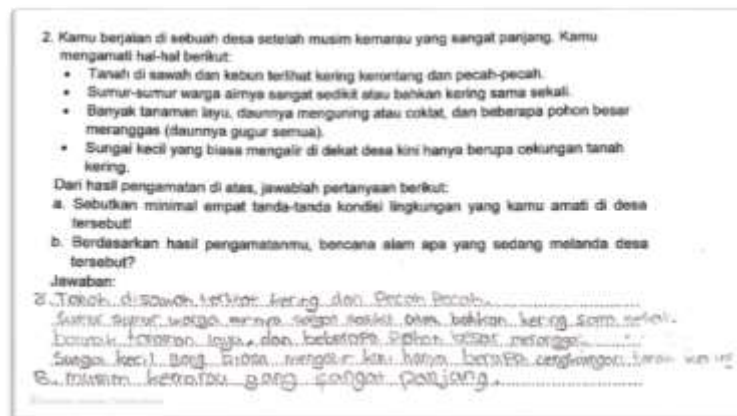 2. Kamu berjalan di sebuah desa setelah musim kemarau yang sangat panjang. Kamu
mengamati hal-hal berikut:
• Tanah di sawah dan kebun terlihat kering kerontang dan pecah-pecah.
• Sumur-sumur warga airnya sangat sedikit atau bahkan kering sama sekali.
• Banyak tanaman layu, daunnya menguning atau coklat, dan beberapa pohon besar
meranggas (daunnya gugur semua).
• Sungai kecil yang biasa mengalir di dekat desa kini hanya berupa cekungan tanah
kering.
Dari hasil pengamatan di atas, jawablah pertanyaan berikut:
a. Sebutkan minimal empat tanda-tanda kondisi lingkungan yang kamu amati di desa
tersebut!
b. Berdasarkan hasil pengamatanmu, bencana alam apa yang sedang melanda desa
tersebut?
Jawaban:
a. Tanah disawah terlihat kering dan Pecah Pecah.
Sumur sumur warga airnya sangat sedikit atau bahkan kering sama sekali.
banyak tanaman layu, dan beberapa Pohon besar meranggas
Sungai kecil yang biasa mengalir kini hanya berupa tanah kering
B. musim kemarau yang sangat Panjang.